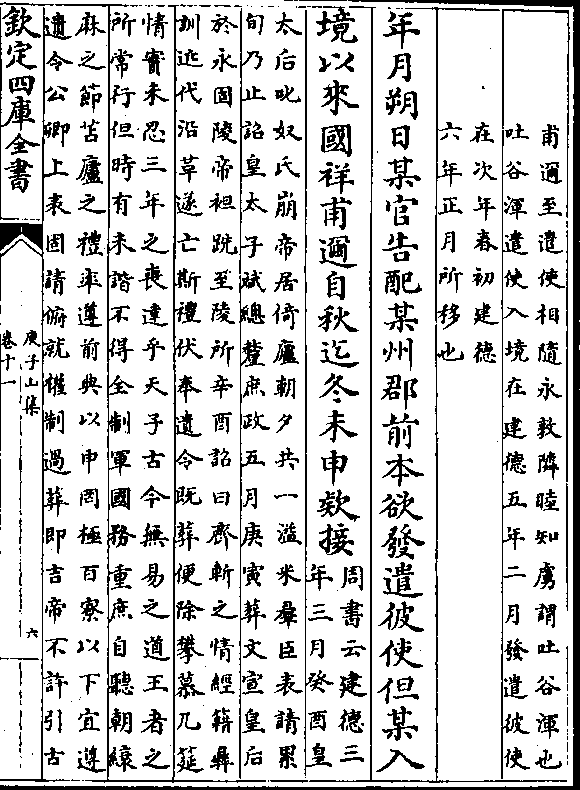 甫邇至遣使相隨永敦隣睦知虜謂吐谷渾也
吐谷渾遣使入境在建德五年二月發遣彼使
在次年春初建德
六年正月所移也
年月朔日某官告配某州郡前本欲發遣彼使但某入
境以來國祥甫邇自秋迄冬未申欵接
周書云建德三
年三月癸酉皇
太后叱奴氏崩帝居倚廬朝夕共一溢米羣臣表請累
旬乃止詔皇太子贇總釐庶政五月庚寅葬文宣皇后
於永固陵帝袒跣至陵所辛酉詔曰齊斬之情經籍彝
訓近代沿革遂亡斯禮伏奉遺令既葬便除攀慕几筵
情實未忍三年之喪達乎天子古今無易之道王者之
所常行但時有未諧不得全制軍國務重庶自聽朝縗
麻之節苫廬之禮率遵前典以申罔極百寮以下宜遵
遺令公卿上表固請俯就權制過葬即吉帝不許引古
欽定四庫全書
庾子山集
卷十一
六